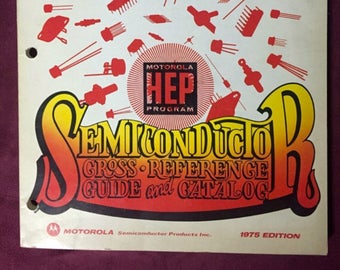 MOTOROLA
HEP
PROGRAM
SEMICONDUCTOR
CROSS-REFERENCE
GUIDE and CATALOG
MOTOROLA Semiconductor Products Inc. 1975 EDITION